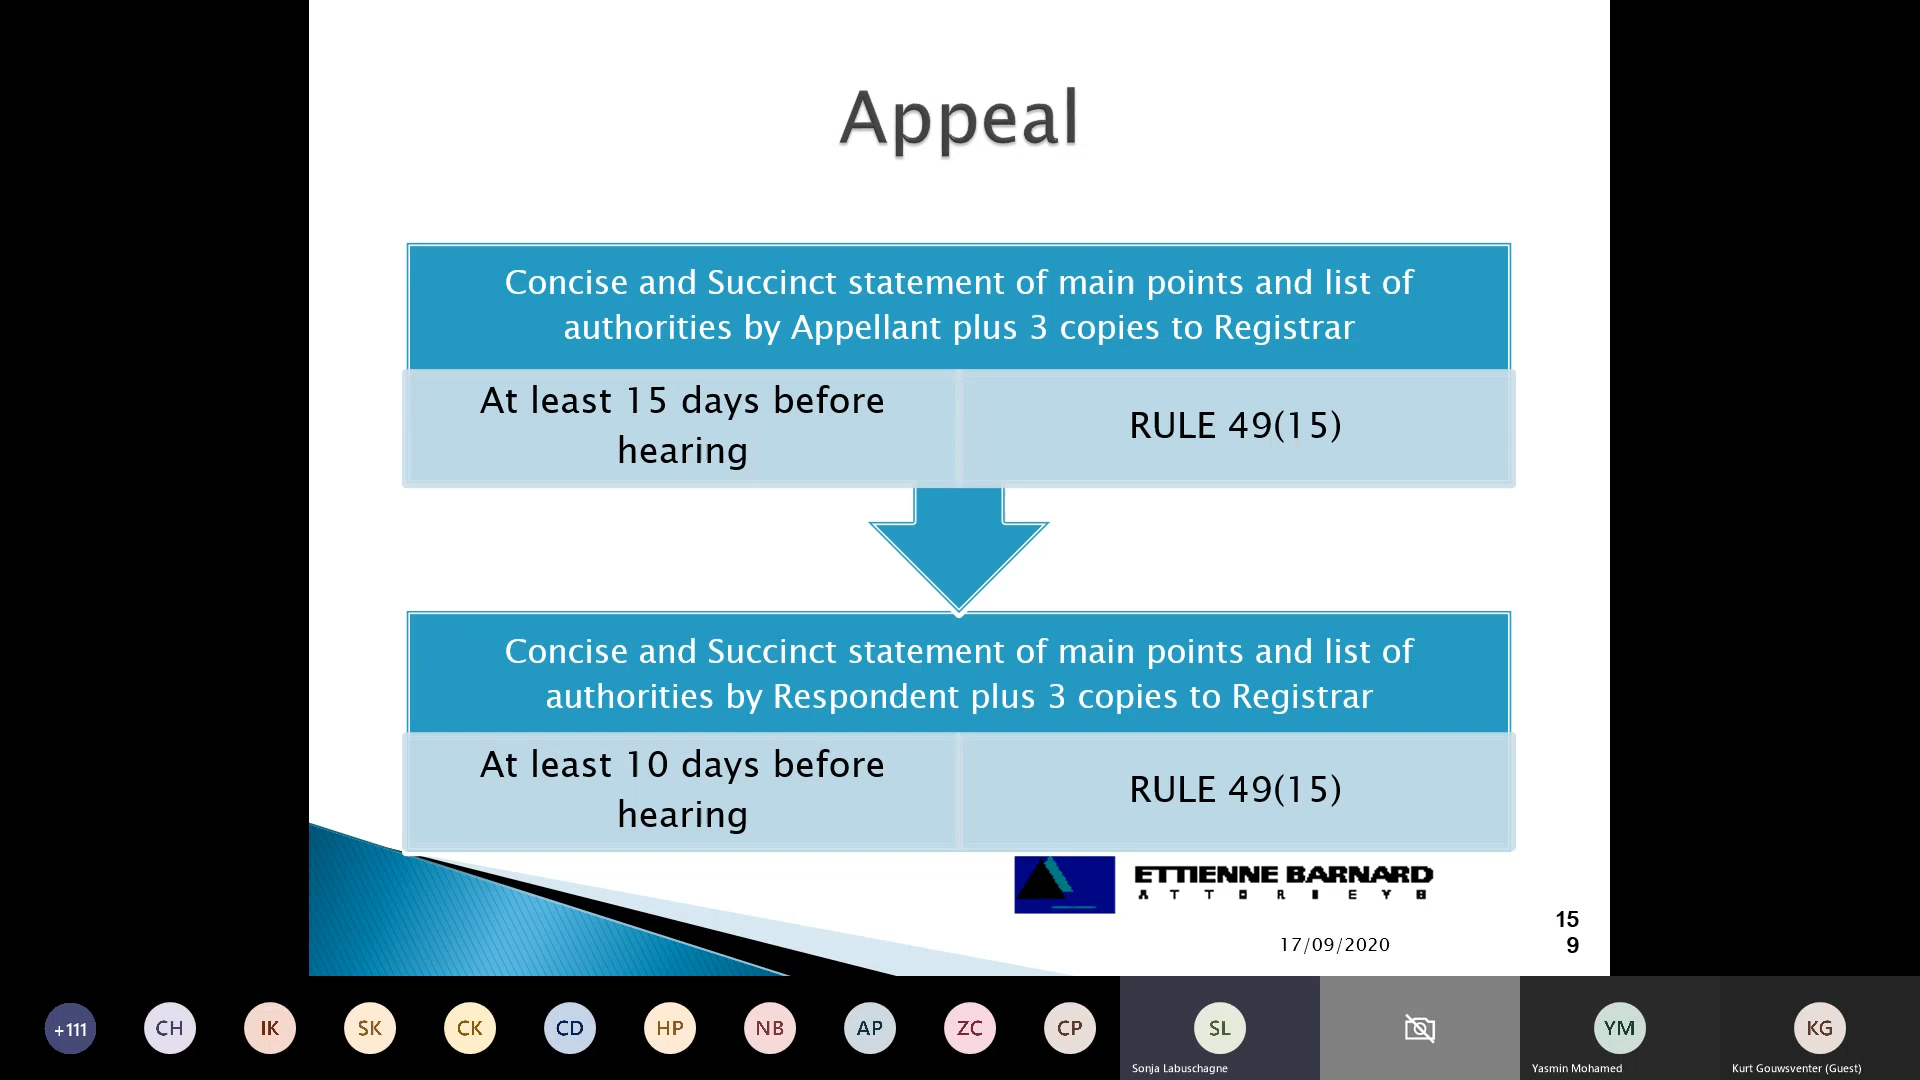 Appeal
Concise and Succinct statement of main points and list of
authorities by Appellant plus 3 copies to Registrar
At least 15 days before
hearing
RULE 49(15)
Concise and Succinct statement of main points and list of
authorities by Respondent plus 3 copies to Registrar
At least 10 days before
hearing
RULE 49(15)
ETTIENNE BARNARD
ATTORNEYS
17/09/2020
15
9
+111
CH
IK
SK
CK
CD
HP
NB
AP
ZC
CP
SL
YM
KG
Sonja Labuschagne
Yasmin Mohamed
Kurt Gouwsventer (Guest)